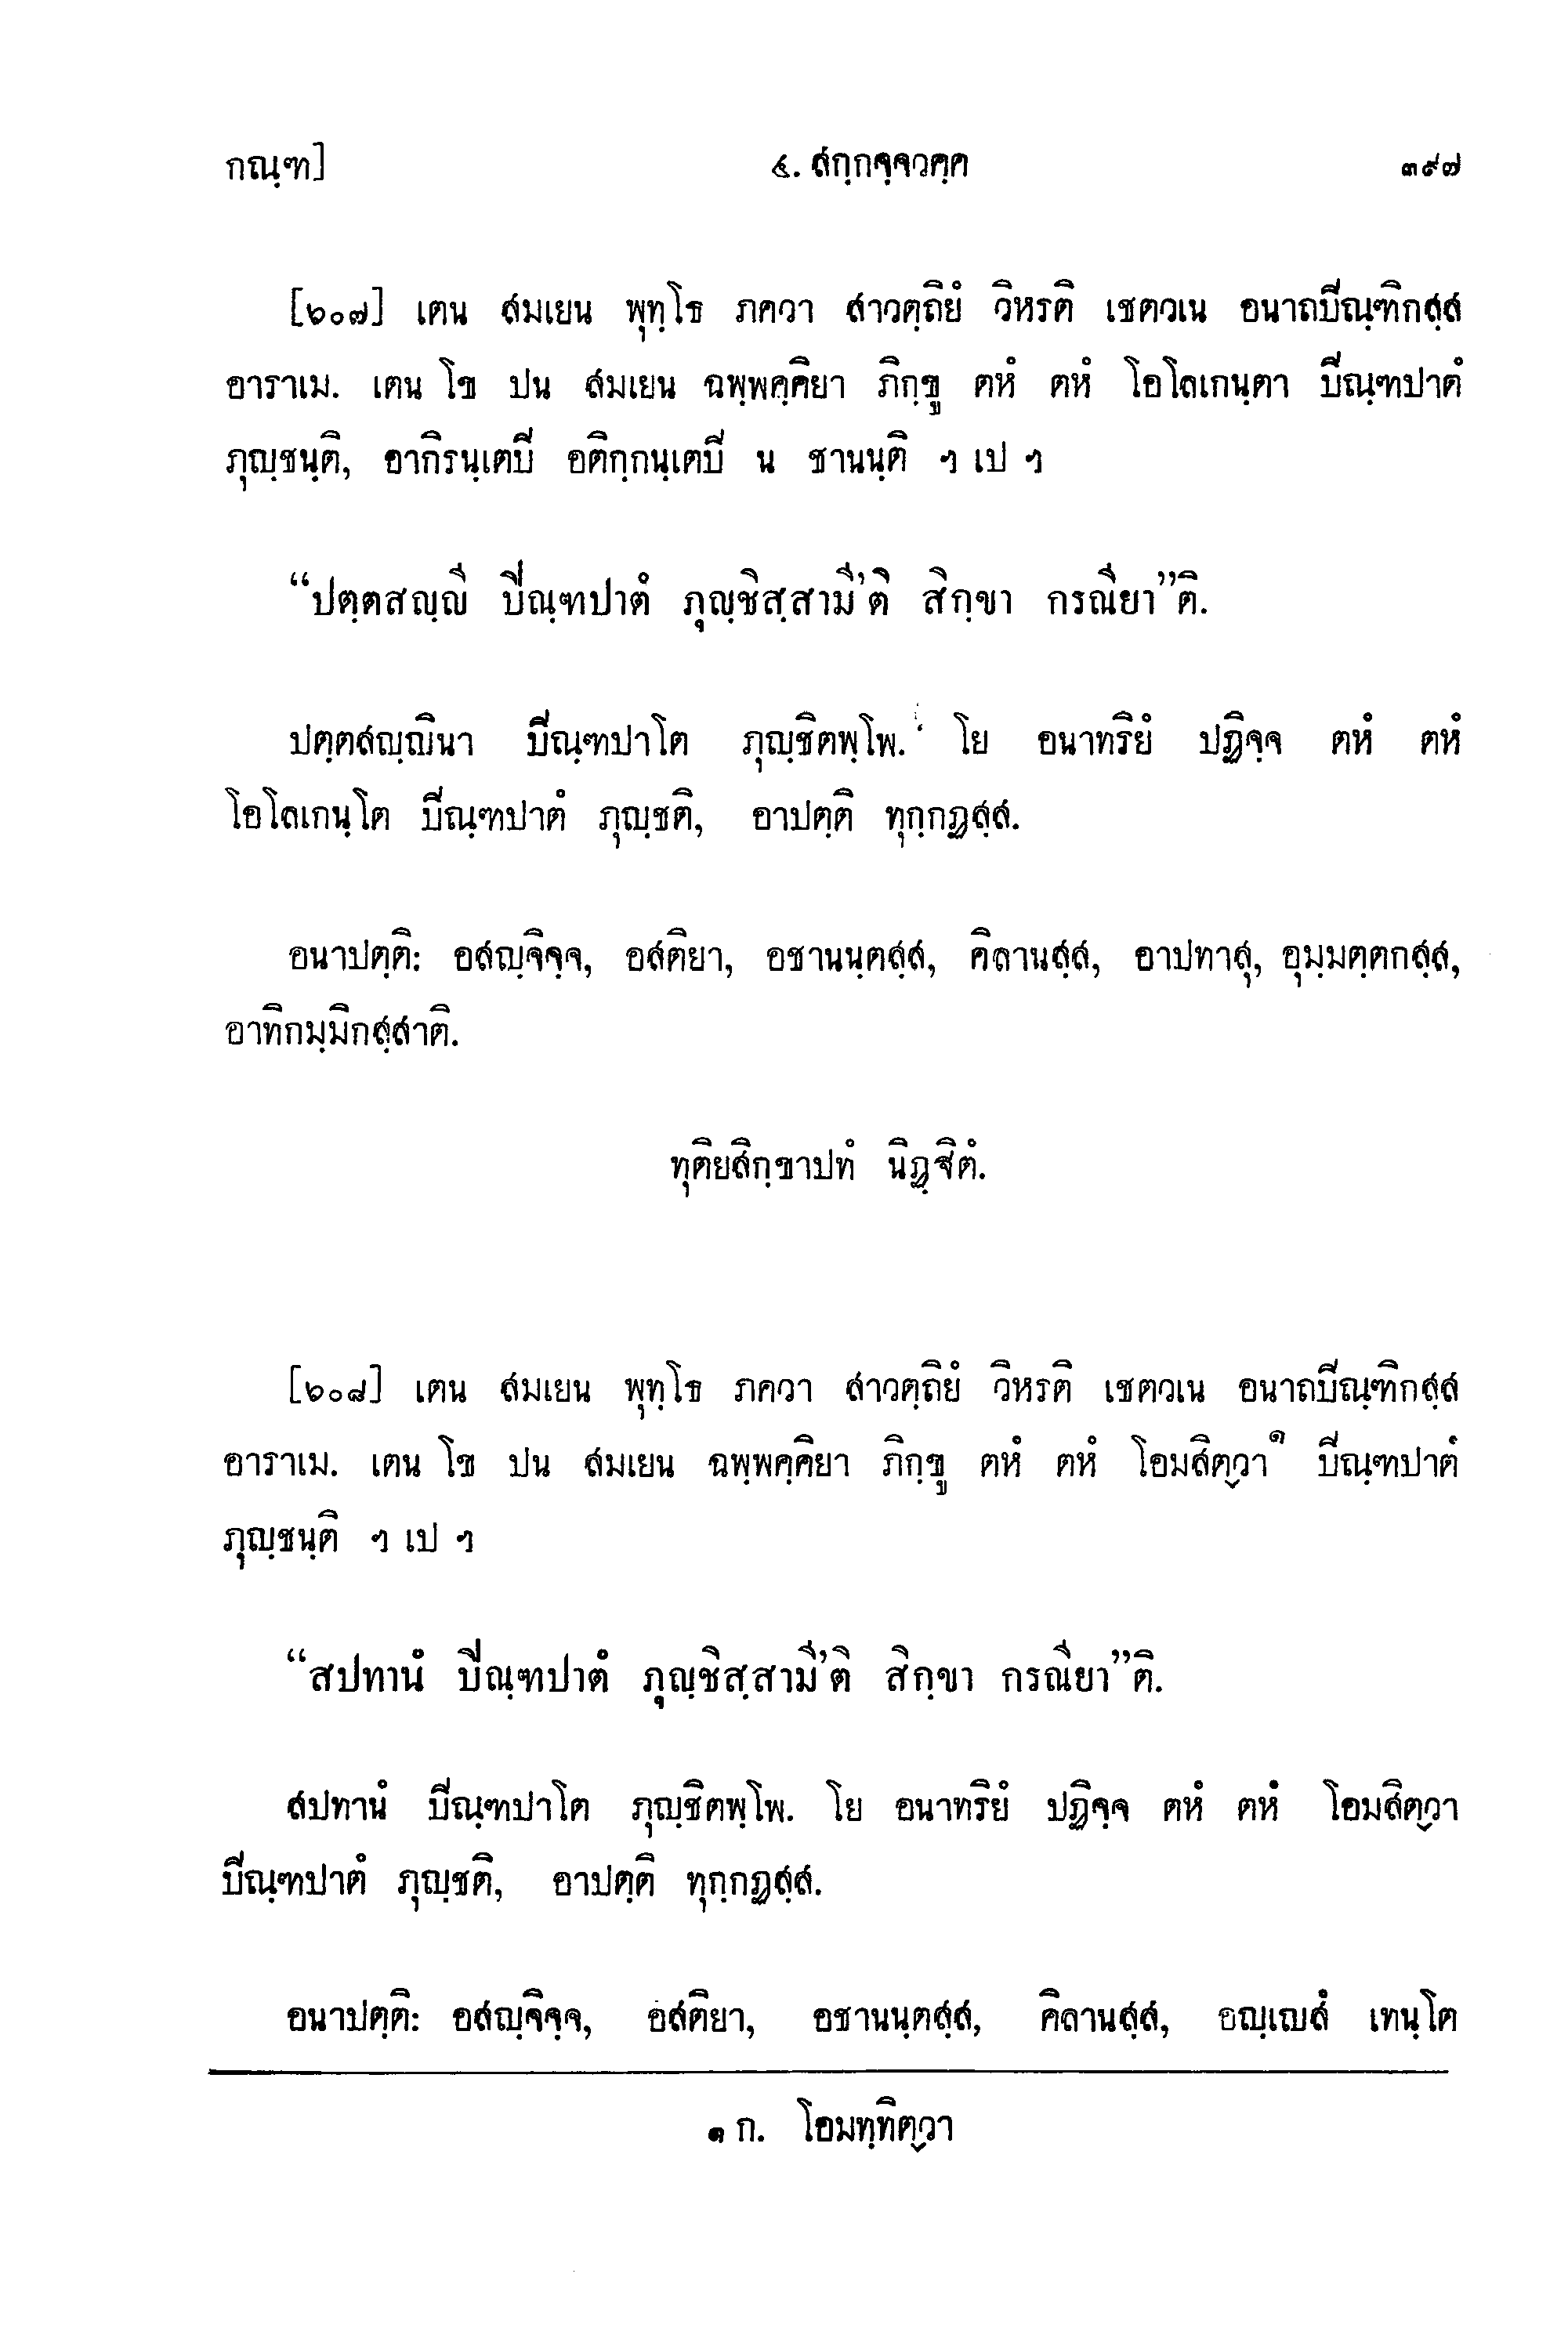 กณฺฑ]
๕. สกฺกจฺจวคฺค
๓๙๗
[๖๐๗] เตน สมเยน พุทฺโธ ภควา สาวตฺถิยํ วิหรติ เชตวเน อนาถปิณฺฑิกสฺส
อาราเม. เตน โข ปน สมเยน ฉพฺพคฺคิยา ภิกฺขู ตหํ ตหํ โอโลเกนฺตา ปิณฺฑปาตํ
ภุญฺชนฺติ, อากิรนฺเตปิ อติกฺกนฺเตปิ น ชานนฺติ ฯ เป ฯ
“ปตฺตสญฺญี ปิณฺฑปาตํ ภุญฺชิสฺสามี’ติ สิกฺขา กรณียา”ติ.
ปตฺตสญฺญินา ปิณฺฑปาโต ภุญฺชิตพฺโพ. โย อนาทริยํ ปฏิจฺจ ตหํ ตหํ
โอโลเกนฺโต ปิณฺฑปาตํ ภุญฺชติ, อาปตฺติ ทุกฺกฏสฺส.
อนาปตฺติ: อสญฺจิจฺจ, อสติยา, อชานนฺตสฺส, คิลานสฺส, อาปทาสุ, อุมฺมตฺตกสฺส,
อาทิกมฺมิกสฺสาติ.
ทุติยสิกฺขาปทํ นิฏฺฐิตํ.
[๖๐๘] เตน สมเยน พุทฺโธ ภควา สาวตฺถิยํ วิหรติ เชตวเน อนาถปิณฺฑิกสฺส
อาราเม. เตน โข ปน สมเยน ฉพฺพคฺคิยา ภิกฺขู ตหํ ตหํ โอมสิตฺวา๑ ปิณฺฑปาตํ
ภุญฺชนฺติ ฯ เป ฯ
“สปทานํ ปิณฺฑปาตํ ภุญฺชิสฺสามี’ติ สิกฺขา กรณียา”ติ.
สปทานํ ปิณฺฑปาโต ภุญฺชิตพฺโพ. โย อนาทริยํ ปฏิจฺจ ตหํ ตหํ โอมสิตฺวา
ปิณฺฑปาตํ ภุญฺชติ, อาปตฺติ ทุกฺกฏสฺส.
อนาปตฺติ: อสญฺจิจฺจ, อสติยา, อชานนฺตสฺส, คิลานสฺส, อญฺเญสํ เทนฺโต
๑ ก. โอมทฺทิตฺวา